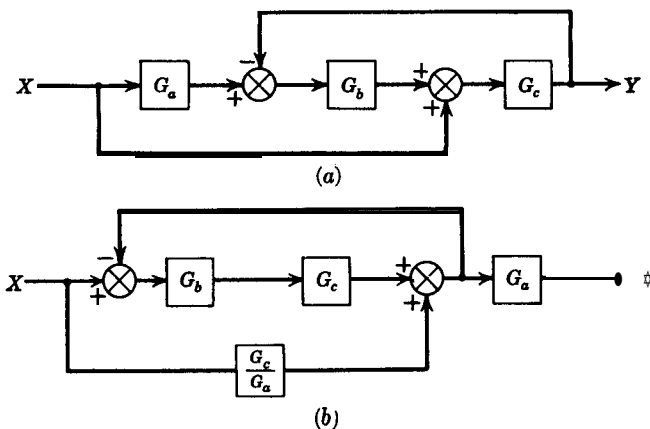 −
X G_a + G_b + + G_c Y
(a)
−
X + G_b G_c + + G_a
G_c
G_a
(b)